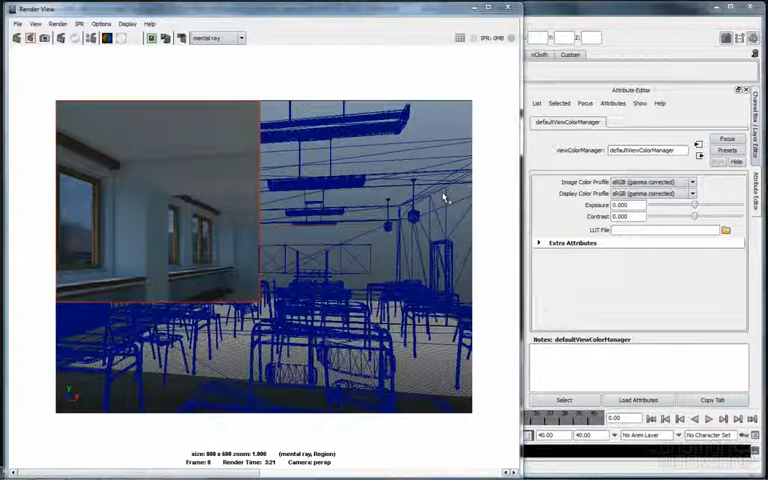 Render View
File View Render IPR Options Display Help
mental ray
IPR: 0MB
Z:
nCloth Custom
Attribute Editor
List Selected Focus Attributes Show Help
defaultViewColorManager
Focus
viewColorManager: defaultViewColorManager
Presets
Show Hide
Image Color Profile sRGB (gamma corrected)
Display Color Profile sRGB (gamma corrected)
Exposure 0.000
Contrast 0.000
LUT File
Extra Attributes
Channel Box / Layer Editor
Attribute Editor
Notes: defaultViewColorManager
Select Load Attributes Copy Tab
0.00
40.00 40.00 No Anim Layer No Character Set
size: 800 x 600 zoom: 1.000 (mental ray, Region)
Frame: 0 Render Time: 3:21 Camera: persp